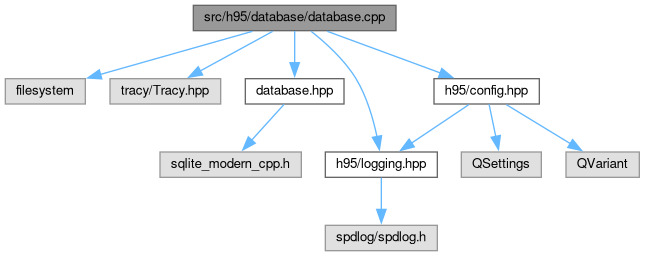 src/h95/database/database.cpp
filesystem
tracy/Tracy.hpp
database.hpp
h95/config.hpp
sqlite_modern_cpp.h
h95/logging.hpp
QSettings
QVariant
spdlog/spdlog.h